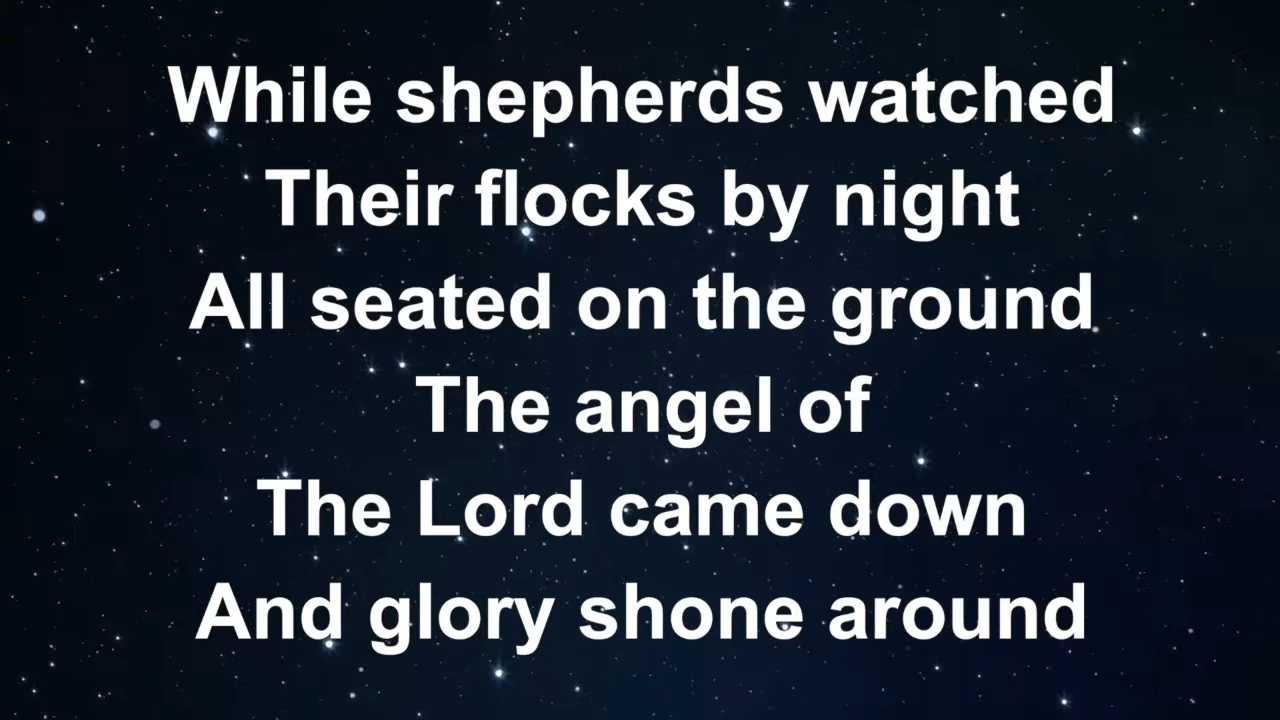 While shepherds watched
Their flocks by night
All seated on the ground
The angel of
The Lord came down
And glory shone around